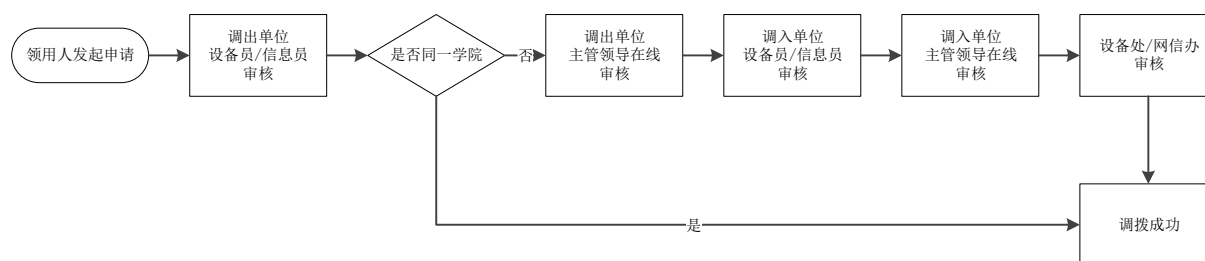 领用人发起申请
调出单位
设备员/信息员
审核
是否同一学院
否
调出单位
主管领导在线
审核
调入单位
设备员/信息员
审核
调入单位
主管领导在线
审核
设备处/网信办
审核
是
调拨成功